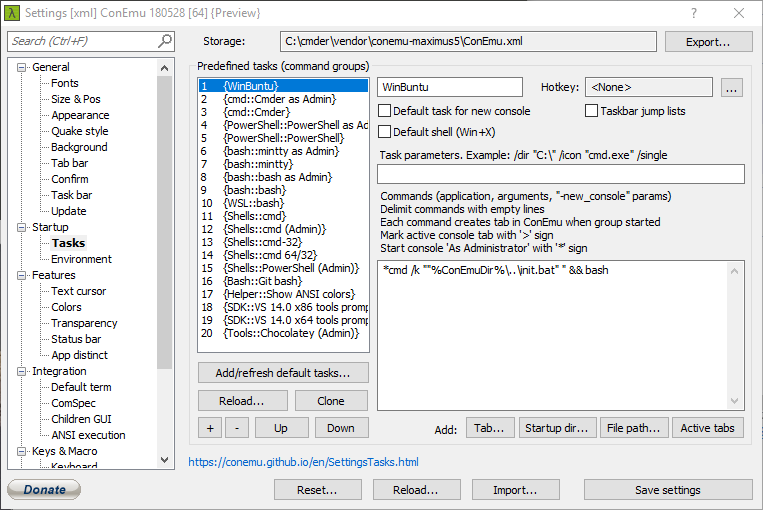 λ Settings [xml] ConEmu 180528 [64] {Preview} ? ×
Search (Ctrl+F)
Storage: C:\cmder\vendor\conemu-maximus5\ConEmu.xml Export...
General
Fonts
Size & Pos
Appearance
Quake style
Background
Tab bar
Confirm
Task bar
Update
Startup
Tasks
Environment
Features
Text cursor
Colors
Transparency
Status bar
App distinct
Integration
Default term
ComSpec
Children GUI
ANSI execution
Keys & Macro
Keyboard
Predefined tasks (command groups)
1 {WinBuntu}
2 {cmd::Cmder as Admin}
3 {cmd::Cmder}
4 {PowerShell::PowerShell as Ad
5 {PowerShell::PowerShell}
6 {bash::mintty as Admin}
7 {bash::mintty}
8 {bash::bash as Admin}
9 {bash::bash}
10 {WSL::bash}
11 {Shells::cmd}
12 {Shells::cmd (Admin)}
13 {Shells::cmd-32}
14 {Shells::cmd 64/32}
15 {Shells::PowerShell (Admin)}
16 {Bash::Git bash}
17 {Helper::Show ANSI colors}
18 {SDK::VS 14.0 x86 tools promp
19 {SDK::VS 14.0 x64 tools promp
20 {Tools::Chocolatey (Admin)}
Add/refresh default tasks...
Reload... Clone
+ - Up Down
WinBuntu Hotkey: <None> ...
Default task for new console Taskbar jump lists
Default shell (Win+X)
Task parameters. Example: /dir "C:\" /icon "cmd.exe" /single
Commands (application, arguments, "-new_console" params)
Delimit commands with empty lines
Each command creates tab in ConEmu when group started
Mark active console tab with '>' sign
Start console 'As Administrator' with '*' sign
*cmd /k ""%ConEmuDir%\..\init.bat" " && bash
Add: Tab... Startup dir... File path... Active tabs
https://conemu.github.io/en/SettingsTasks.html
Donate Reset... Reload... Import... Save settings